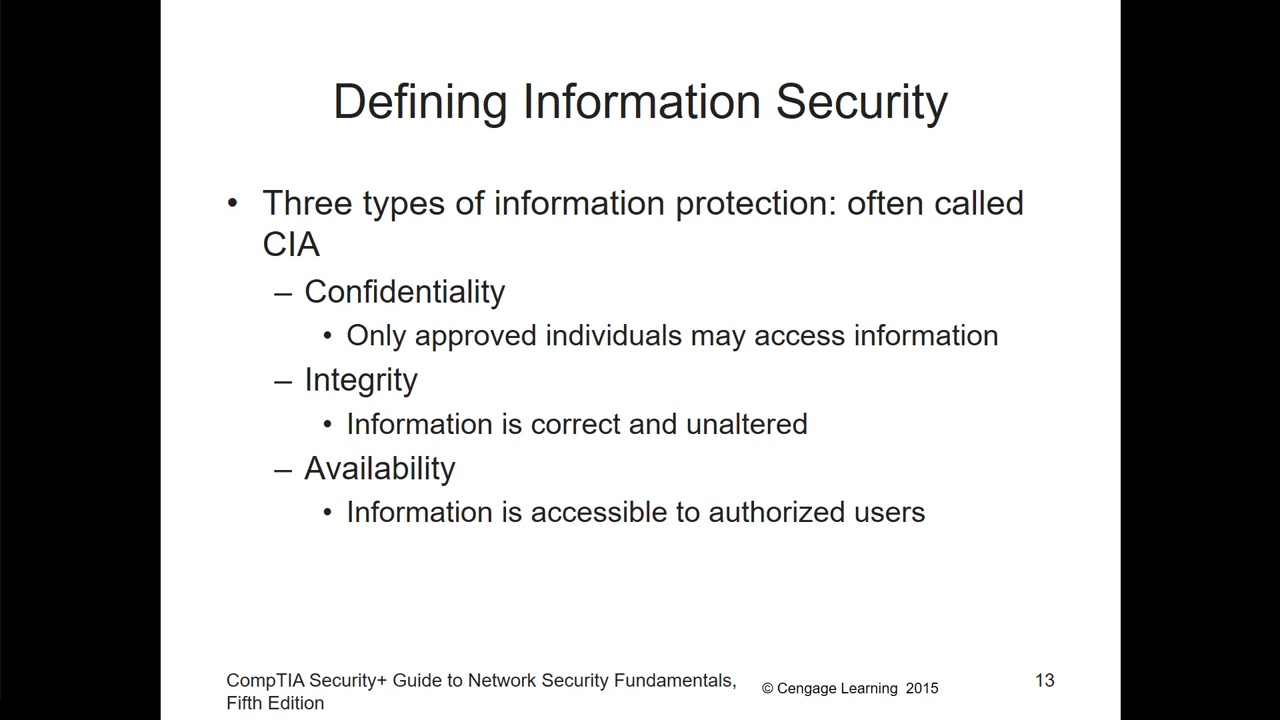 Defining Information Security
• Three types of information protection: often called
CIA
– Confidentiality
• Only approved individuals may access information
– Integrity
• Information is correct and unaltered
– Availability
• Information is accessible to authorized users
CompTIA Security+ Guide to Network Security Fundamentals,
Fifth Edition
© Cengage Learning 2015
13